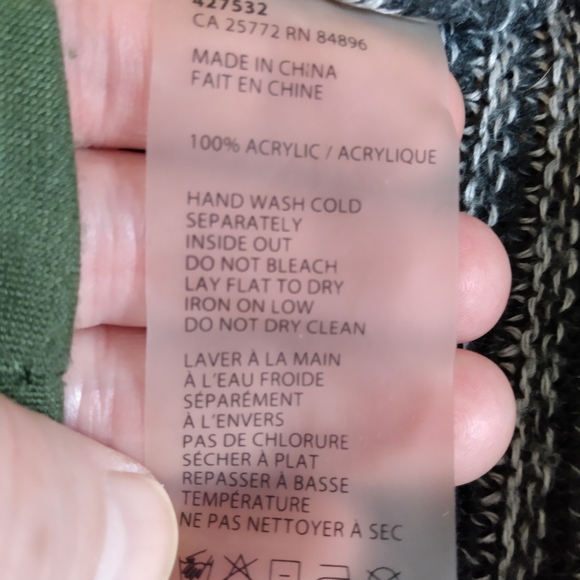 427532
CA 25772 RN 84896
MADE IN CHINA
FAIT EN CHINE
100% ACRYLIC / ACRYLIQUE
HAND WASH COLD
SEPARATELY
INSIDE OUT
DO NOT BLEACH
LAY FLAT TO DRY
IRON ON LOW
DO NOT DRY CLEAN
LAVER À LA MAIN
À L'EAU FROIDE
SÉPARÉMENT
À L'ENVERS
PAS DE CHLORURE
SÉCHER À PLAT
REPASSER À BASSE
TEMPÉRATURE
NE PAS NETTOYER À SEC